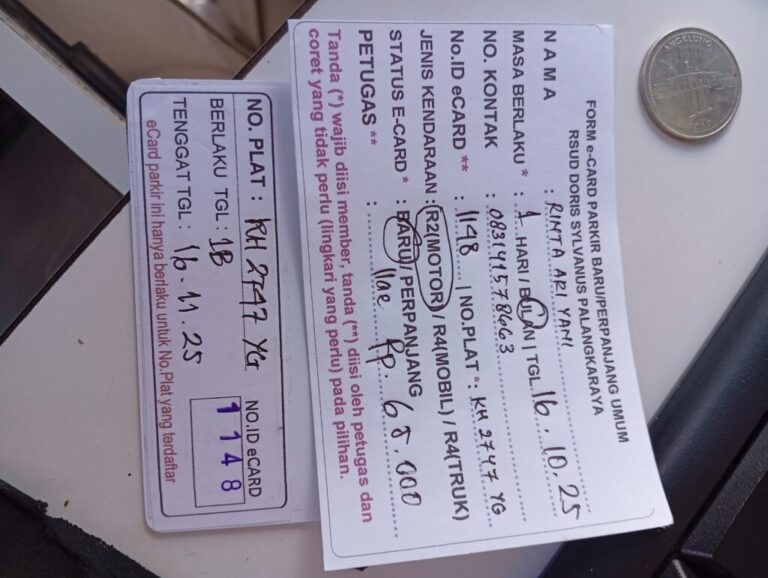 FORM e-CARD PARKIR BARU/PERPANJANG UMUM
RSUD DORIS SYLVANUS PALANGKARAYA
NAMA : RINTA ARI YANI
MASA BERLAKU * : 1 HARI / BULAN | TGL. 16.10.25
NO. KONTAK : 083141578663
No.ID eCARD ** : 1148 | NO.PLAT * : KH 2747 YG
JENIS KENDARAAN : R2(MOTOR) / R4(MOBIL) / R4(TRUK)
STATUS E-CARD * : BARU / PERPANJANG
PETUGAS ** : Rp. 65.000
Tanda (*) wajib diisi member, tanda (**) diisi oleh petugas dan
coret yang tidak perlu (lingkari yang perlu) pada pilihan.
NO. PLAT : KH 2747 YG
NO.ID eCARD
BERLAKU TGL : 1B
1148
TENGGAT TGL : 16.11.25
eCard parkir ini hanya berlaku untuk No.Plat yang terdaftar
ANGKLUNG